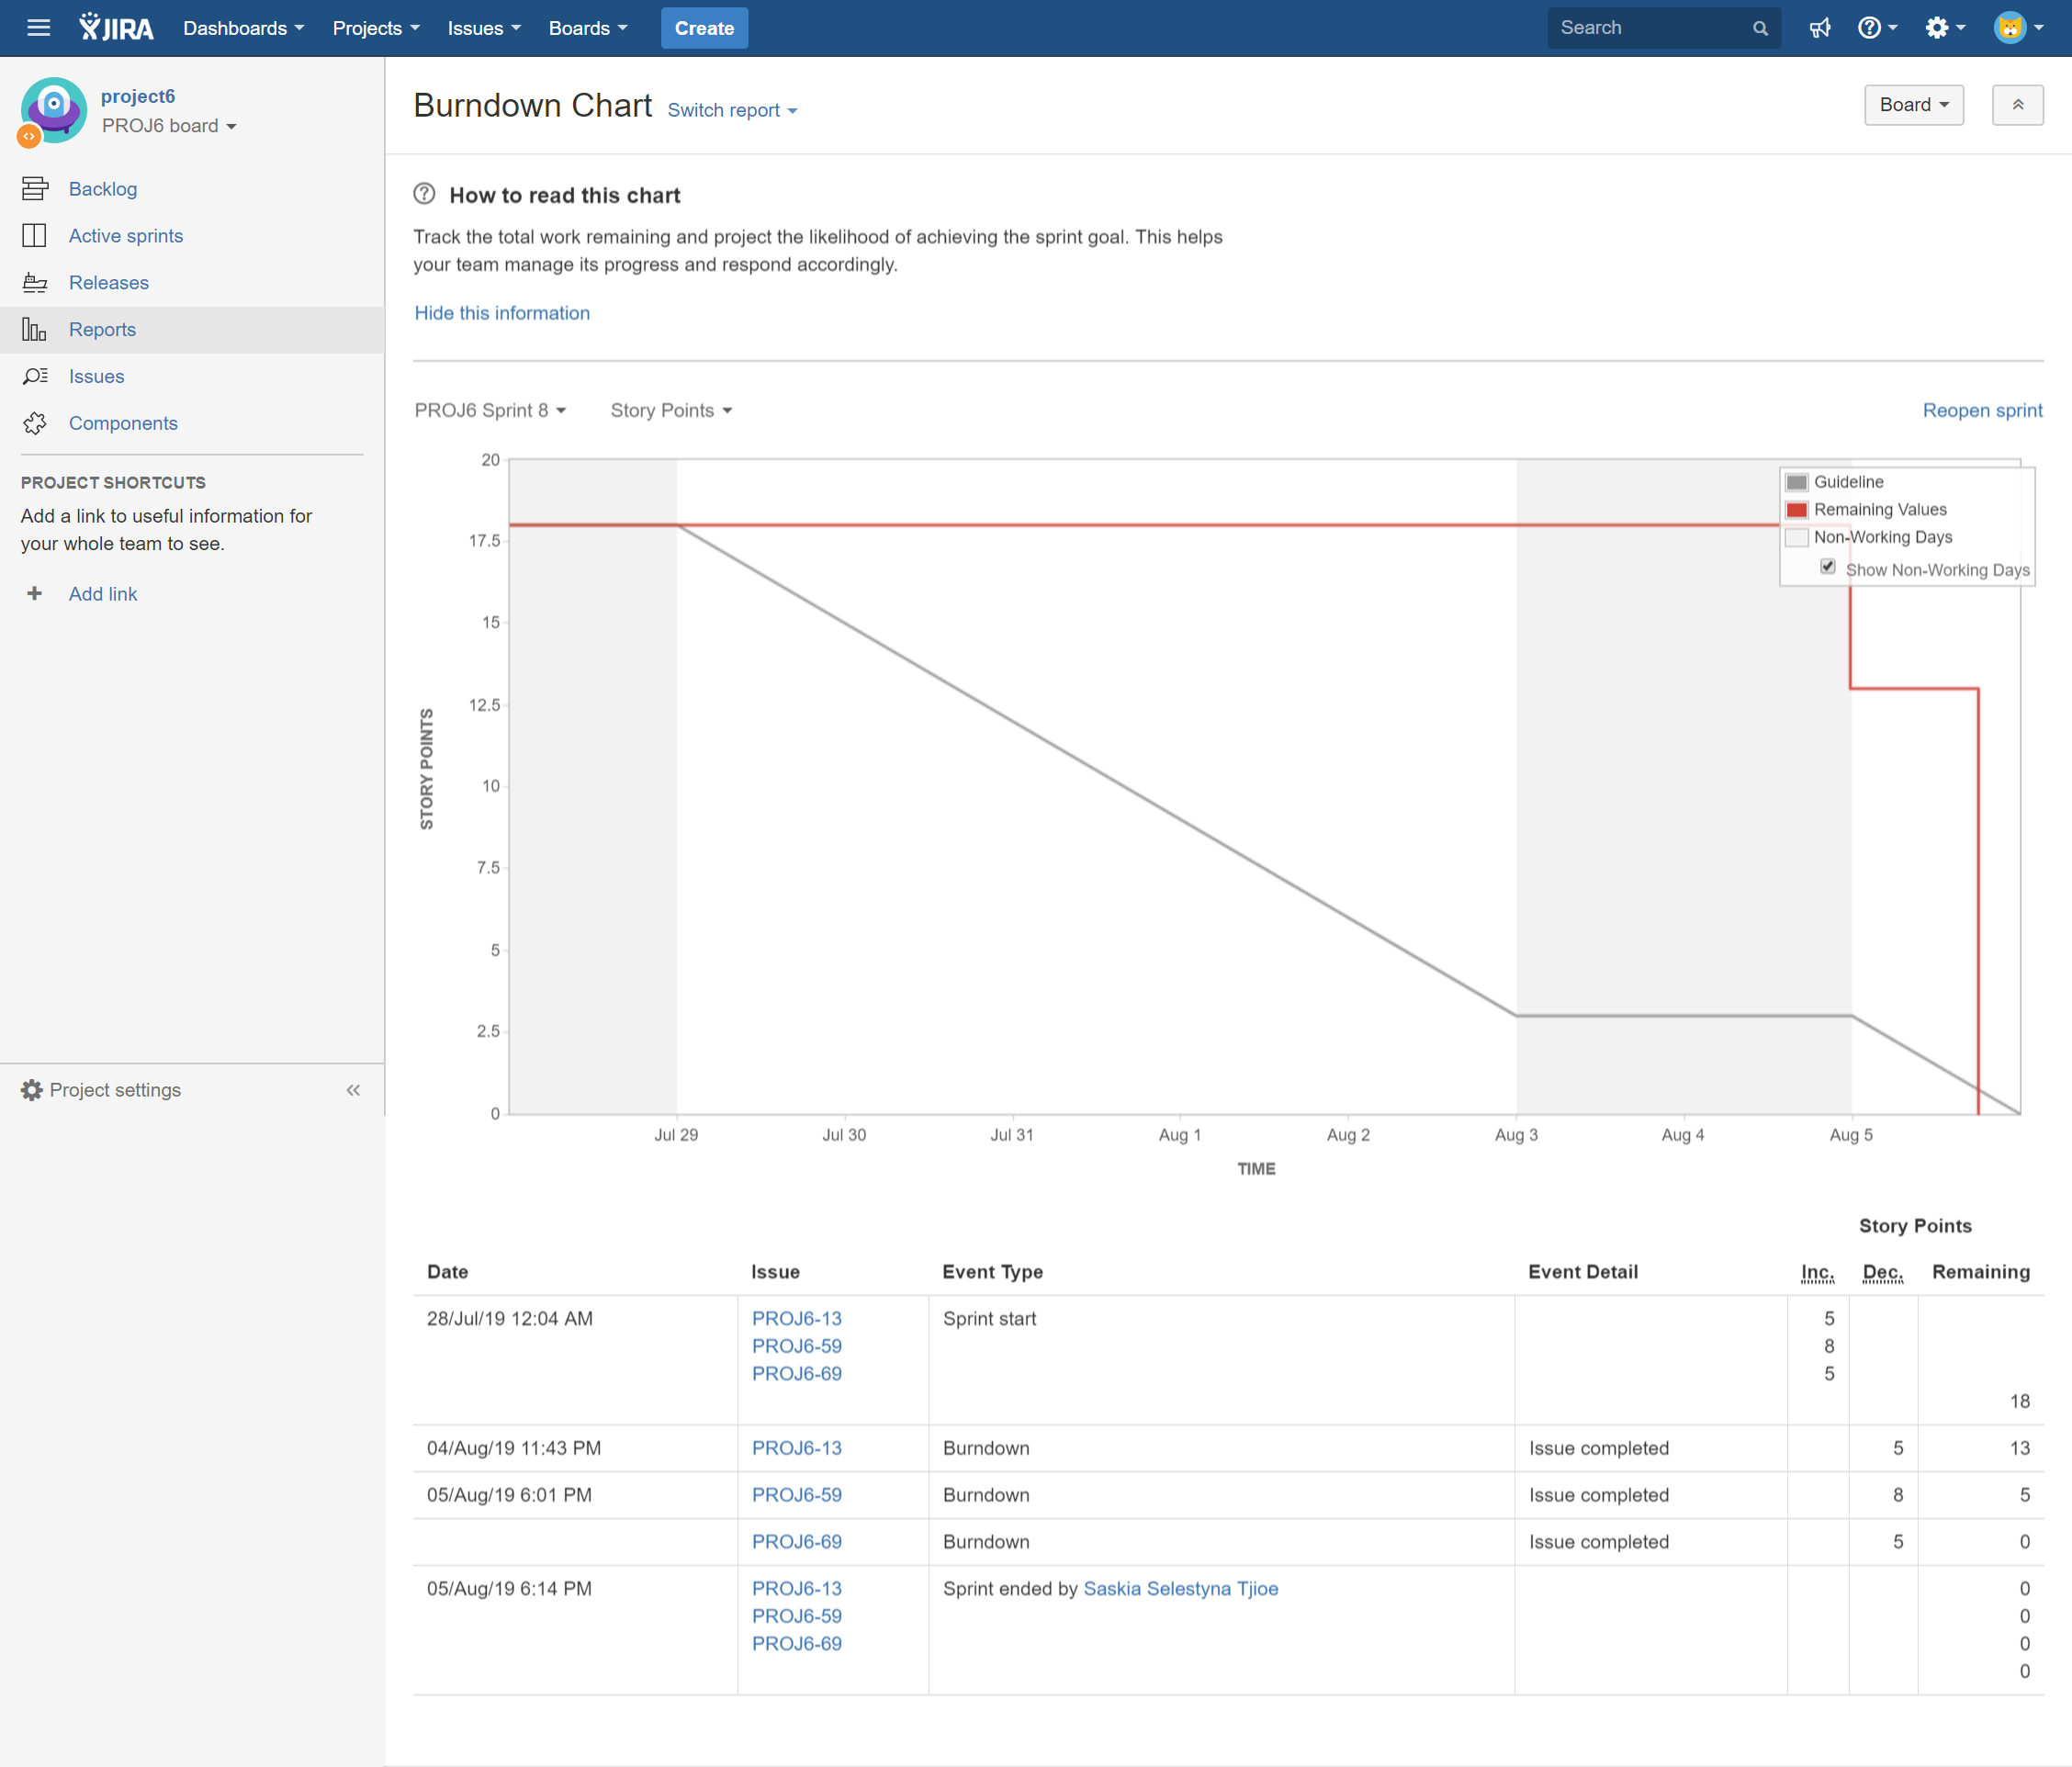 JIRA Dashboards Projects Issues Boards Create Search
project6
PROJ6 board
Backlog
Active sprints
Releases
Reports
Issues
Components
PROJECT SHORTCUTS
Add a link to useful information for
your whole team to see.
+ Add link
Project settings
Burndown Chart Switch report Board
How to read this chart
Track the total work remaining and project the likelihood of achieving the sprint goal. This helps
your team manage its progress and respond accordingly.
Hide this information
PROJ6 Sprint 8 Story Points Reopen sprint
Guideline
Remaining Values
Non-Working Days
Show Non-Working Days
STORY POINTS
20
17.5
15
12.5
10
7.5
5
2.5
0
Jul 29 Jul 30 Jul 31 Aug 1 Aug 2 Aug 3 Aug 4 Aug 5
TIME
Story Points
Date Issue Event Type Event Detail Inc. Dec. Remaining
28/Jul/19 12:04 AM PROJ6-13 Sprint start 5
PROJ6-59 8
PROJ6-69 5
18
04/Aug/19 11:43 PM PROJ6-13 Burndown Issue completed 5 13
05/Aug/19 6:01 PM PROJ6-59 Burndown Issue completed 8 5
PROJ6-69 Burndown Issue completed 5 0
05/Aug/19 6:14 PM PROJ6-13 Sprint ended by Saskia Selestyna Tjioe 0
PROJ6-59 0
PROJ6-69 0
0